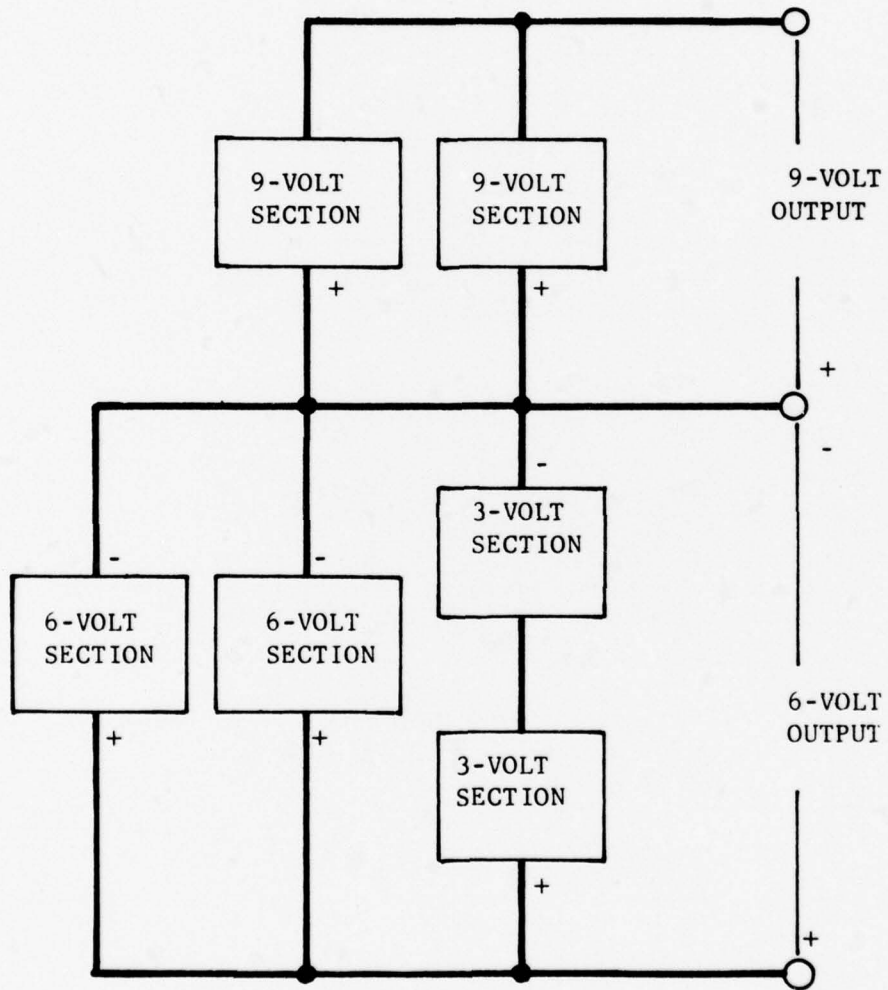 9-VOLT
SECTION
9-VOLT
SECTION
9-VOLT
OUTPUT
+
+
+
-
-
3-VOLT
SECTION
-
-
6-VOLT
SECTION
6-VOLT
SECTION
6-VOLT
OUTPUT
+
+
3-VOLT
SECTION
+
+